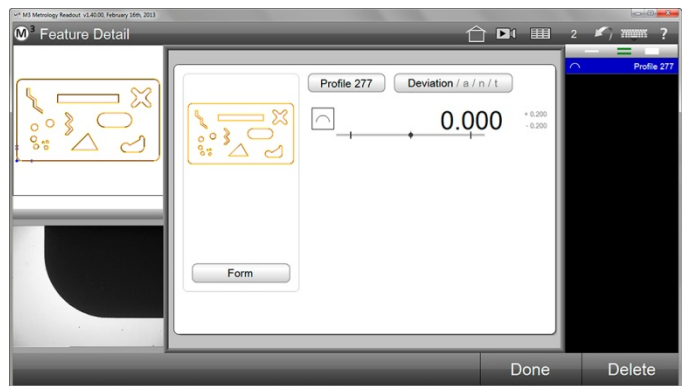 M3 Metrology Readout v1.40.00, February 16th, 2013
M3 Feature Detail
2
?
Profile 277
Profile 277
Deviation / a / n / t
0.000
+ 0.200
- 0.200
Form
Done
Delete